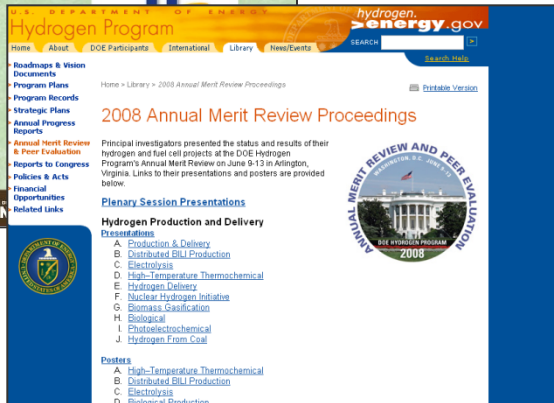 U.S. DEPARTMENT OF ENERGY
Hydrogen Program
hydrogen.
energy.gov
Home
About
DOE Participants
International
Library
News/Events
SEARCH
Search Help
Roadmaps & Vision
Documents
Program Plans
Program Records
Strategic Plans
Annual Progress
Reports
Annual Merit Review
& Peer Evaluation
Reports to Congress
Policies & Acts
Financial
Opportunities
Related Links
Home > Library > 2008 Annual Merit Review Proceedings
Printable Version
2008 Annual Merit Review Proceedings
Principal investigators presented the status and results of their
hydrogen and fuel cell projects at the DOE Hydrogen
Program's Annual Merit Review on June 9-13 in Arlington,
Virginia. Links to their presentations and posters are provided
below.
ANNUAL MERIT REVIEW AND PEER EVALUATION
WASHINGTON, D.C.
DOE HYDROGEN PROGRAM
2008
Plenary Session Presentations
Hydrogen Production and Delivery
Presentations
A. Production & Delivery
B. Distributed BILI Production
C. Electrolysis
D. High–Temperature Thermochemical
E. Hydrogen Delivery
F. Nuclear Hydrogen Initiative
G. Biomass Gasification
H. Biological
I. Photoelectrochemical
J. Hydrogen From Coal
Posters
A. High–Temperature Thermochemical
B. Distributed BILI Production
C. Electrolysis
D. Biological Production